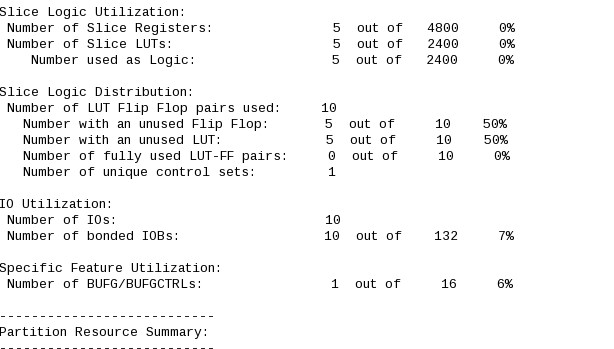 Slice Logic Utilization:
Number of Slice Registers: 5 out of 4800 0%
Number of Slice LUTs: 5 out of 2400 0%
Number used as Logic: 5 out of 2400 0%
Slice Logic Distribution:
Number of LUT Flip Flop pairs used: 10
Number with an unused Flip Flop: 5 out of 10 50%
Number with an unused LUT: 5 out of 10 50%
Number of fully used LUT-FF pairs: 0 out of 10 0%
Number of unique control sets: 1
IO Utilization:
Number of IOs: 10
Number of bonded IOBs: 10 out of 132 7%
Specific Feature Utilization:
Number of BUFG/BUFGCTRLs: 1 out of 16 6%
---------------------------
Partition Resource Summary:
---------------------------